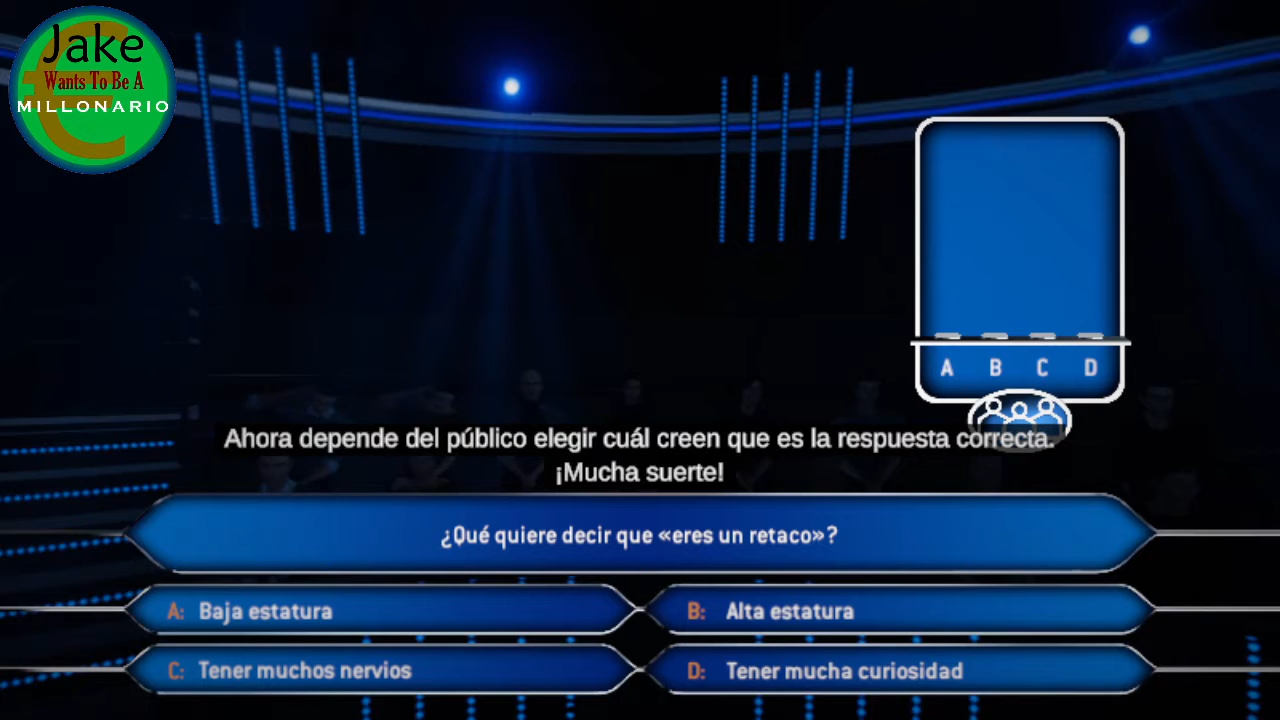 Jake
Wants To Be A
MILLONARIO
A B C D
Ahora depende del público elegir cuál creen que es la respuesta correcta.
¡Mucha suerte!
¿Qué quiere decir que «eres un retaco»?
A: Baja estatura
B: Alta estatura
C: Tener muchos nervios
D: Tener mucha curiosidad